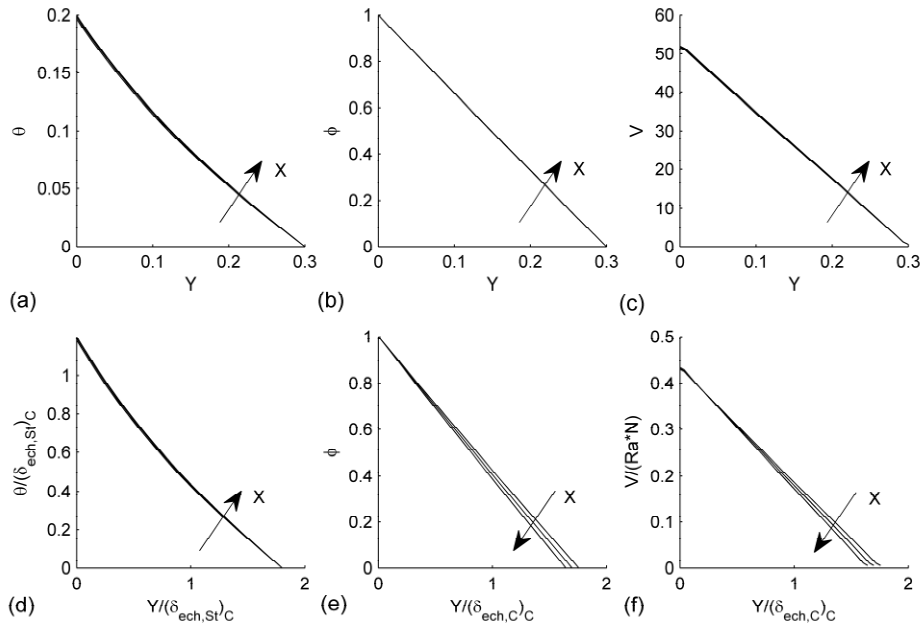 0.2
0.15
0.1
0.05
0
θ
0 0.1 0.2 0.3
Y
X
(a)
1
0.8
0.6
0.4
0.2
0
ϕ
0 0.1 0.2 0.3
Y
X
(b)
60
50
40
30
20
10
0
V
0 0.1 0.2 0.3
Y
X
(c)
1
0.8
0.6
0.4
0.2
0
θ/(δech,St)C
0 1 2
Y/(δech,St)C
X
(d)
1
0.8
0.6
0.4
0.2
0
ϕ
0 1 2
Y/(δech,C)C
X
(e)
0.5
0.4
0.3
0.2
0.1
0
V/(Ra*N)
0 1 2
Y/(δech,C)C
X
(f)